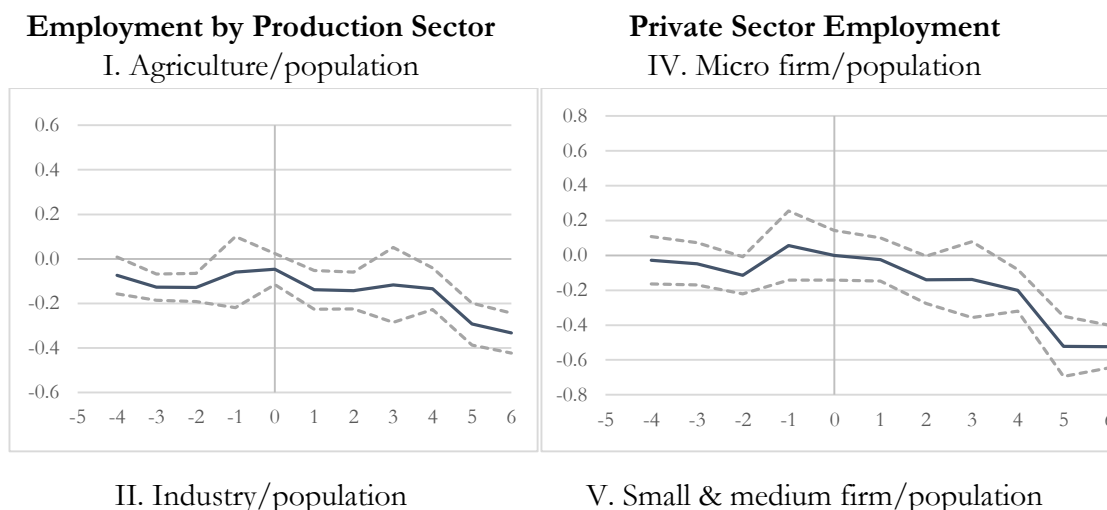 Employment by Production Sector
I. Agriculture/population
0.6
0.4
0.2
0.0
-0.2
-0.4
-0.6
-5 -4 -3 -2 -1 0 1 2 3 4 5 6
II. Industry/population
Private Sector Employment
IV. Micro firm/population
0.8
0.6
0.4
0.2
0.0
-0.2
-0.4
-0.6
-0.8
-5 -4 -3 -2 -1 0 1 2 3 4 5 6
V. Small & medium firm/population